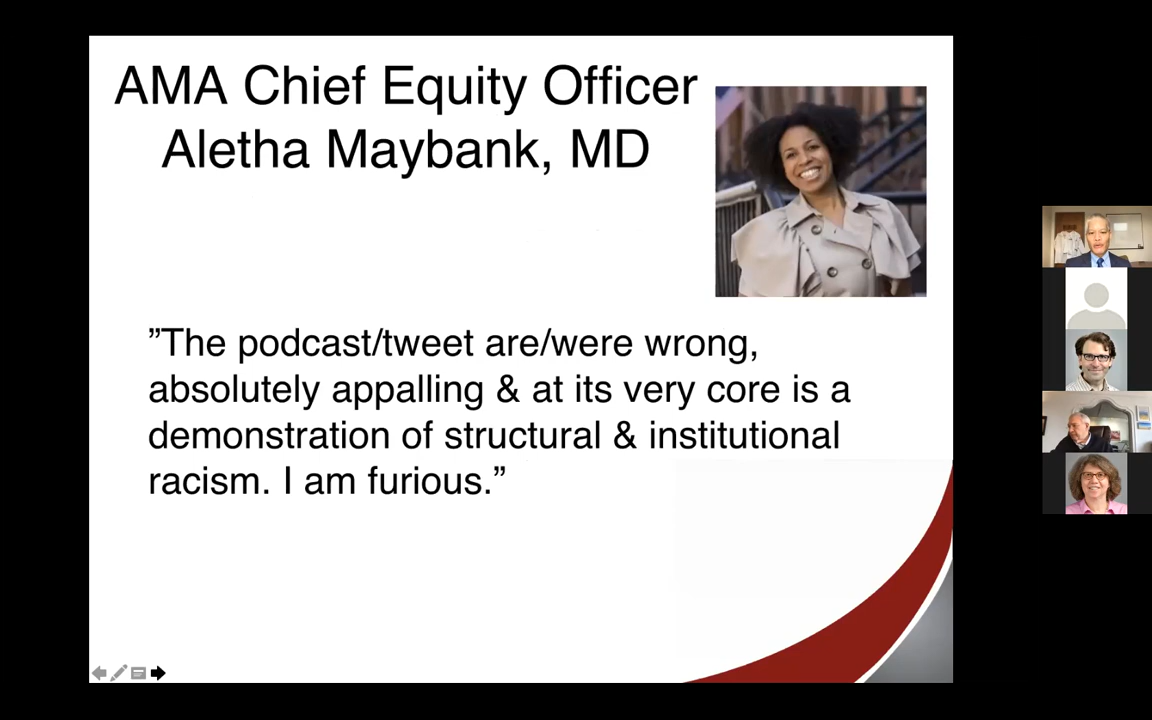 AMA Chief Equity Officer
Aletha Maybank, MD
”The podcast/tweet are/were wrong,
absolutely appalling & at its very core is a
demonstration of structural & institutional
racism. I am furious.”